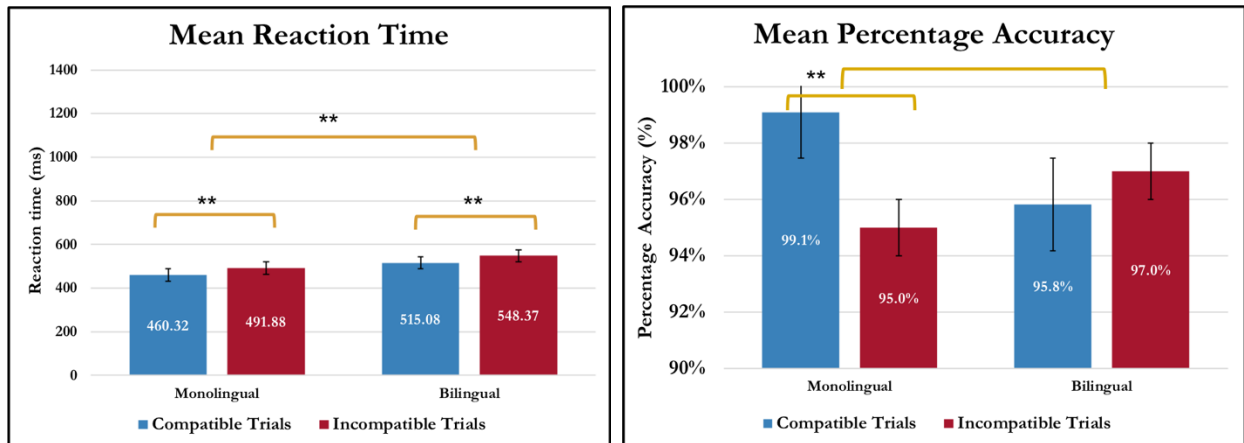 Mean Reaction Time
Reaction time (ms)
1400
1200
1000
800
600
400
200
0
**
**
**
460.32
491.88
515.08
548.37
Monolingual
Bilingual
Compatible Trials
Incompatible Trials
Mean Percentage Accuracy
Percentage Accuracy (%)
100%
98%
96%
94%
92%
90%
**
99.1%
95.0%
95.8%
97.0%
Monolingual
Bilingual
Compatible Trials
Incompatible Trials